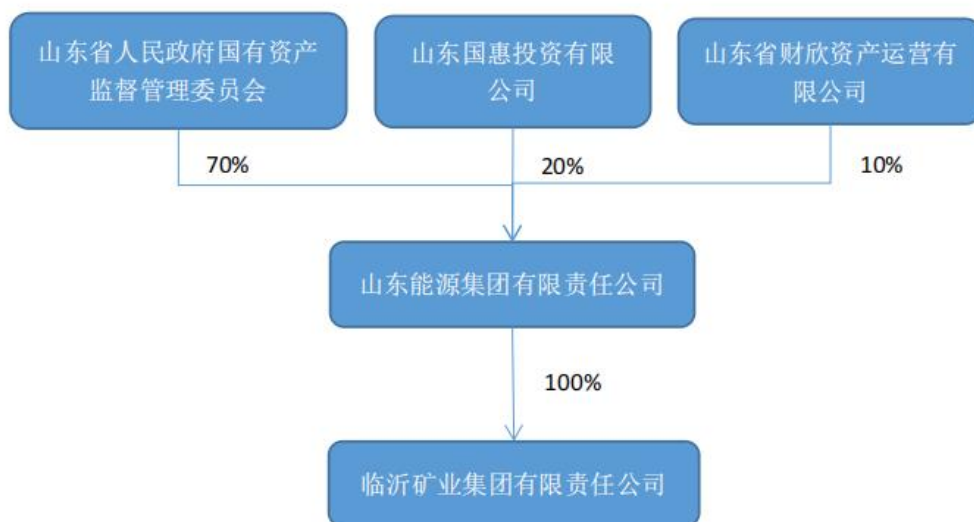 山东省人民政府国有资产
监督管理委员会
山东国惠投资有限
公司
山东省财欣资产运营有
限公司
70%
20%
10%
山东能源集团有限责任公司
100%
临沂矿业集团有限责任公司